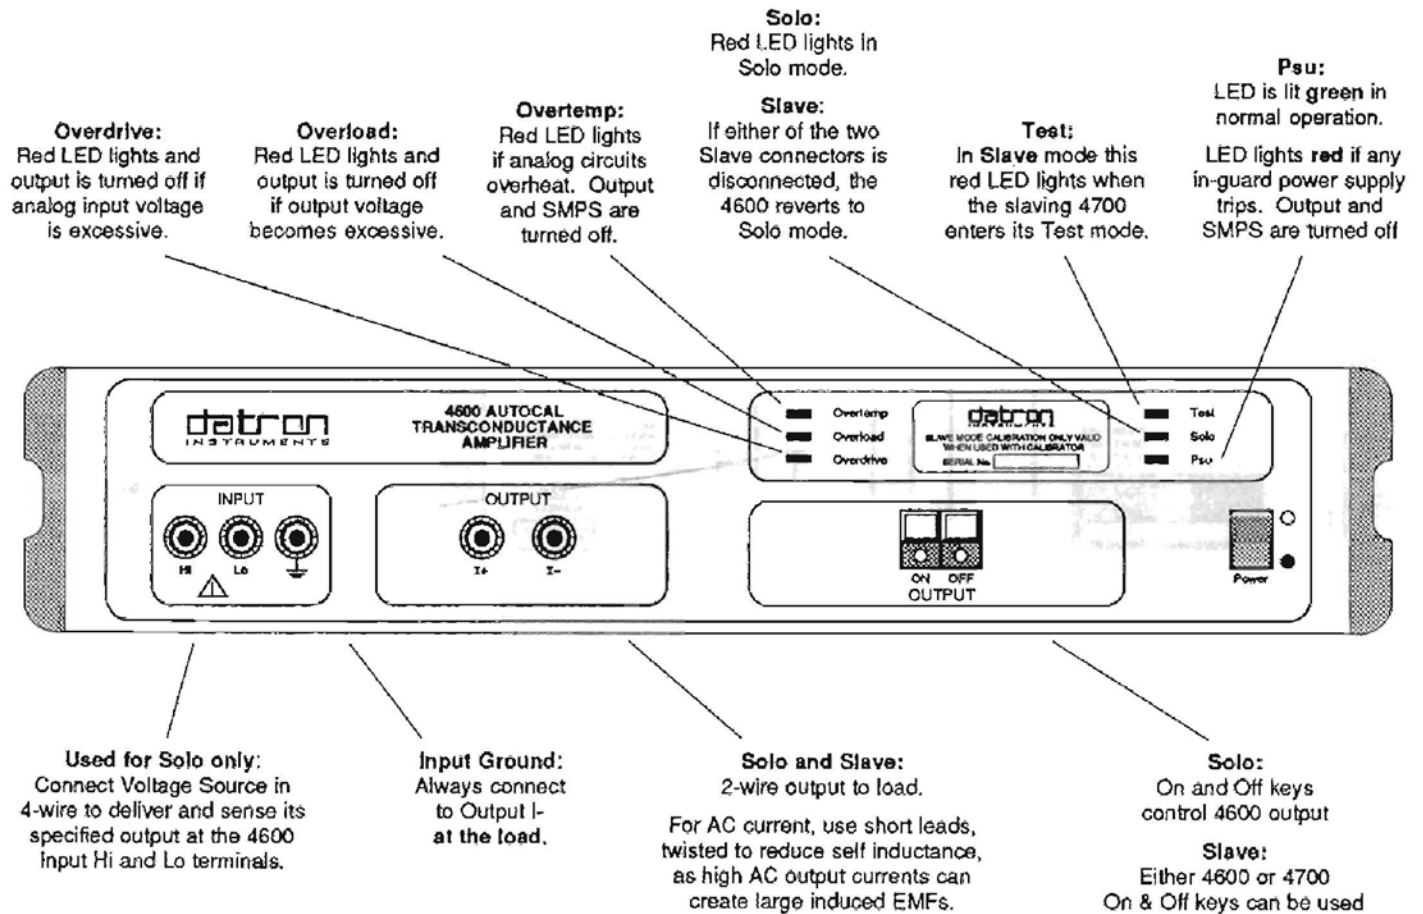 Solo:
Red LED lights in
Solo mode.
Slave:
If either of the two
Slave connectors is
disconnected, the
4600 reverts to
Solo mode.
Psu:
LED is lit green in
normal operation.
LED lights red if any
in-guard power supply
trips. Output and
SMPS are turned off
Overdrive:
Red LED lights and
output is turned off if
analog input voltage
is excessive.
Overload:
Red LED lights and
output is turned off
if output voltage
becomes excessive.
Overtemp:
Red LED lights
if analog circuits
overheat. Output
and SMPS are
turned off.
Test:
In Slave mode this
red LED lights when
the slaving 4700
enters its Test mode.
datron
INSTRUMENTS
4600 AUTOCAL
TRANSCONDUCTANCE
AMPLIFIER
Overtemp
Overload
Overdrive
datron
INSTRUMENTS
SLAVE MODE CALIBRATION ONLY VALID
WHEN USED WITH CALIBRATOR
SERIAL No.
Test
Solo
Psu
INPUT
Hi
Lo
OUTPUT
I+
I-
ON
OFF
OUTPUT
Power
Used for Solo only:
Connect Voltage Source in
4-wire to deliver and sense its
specified output at the 4600
input Hi and Lo terminals.
Input Ground:
Always connect
to Output I-
at the load.
Solo and Slave:
2-wire output to load.
For AC current, use short leads,
twisted to reduce self inductance,
as high AC output currents can
create large induced EMFs.
Solo:
On and Off keys
control 4600 output
Slave:
Either 4600 or 4700
On & Off keys can be used